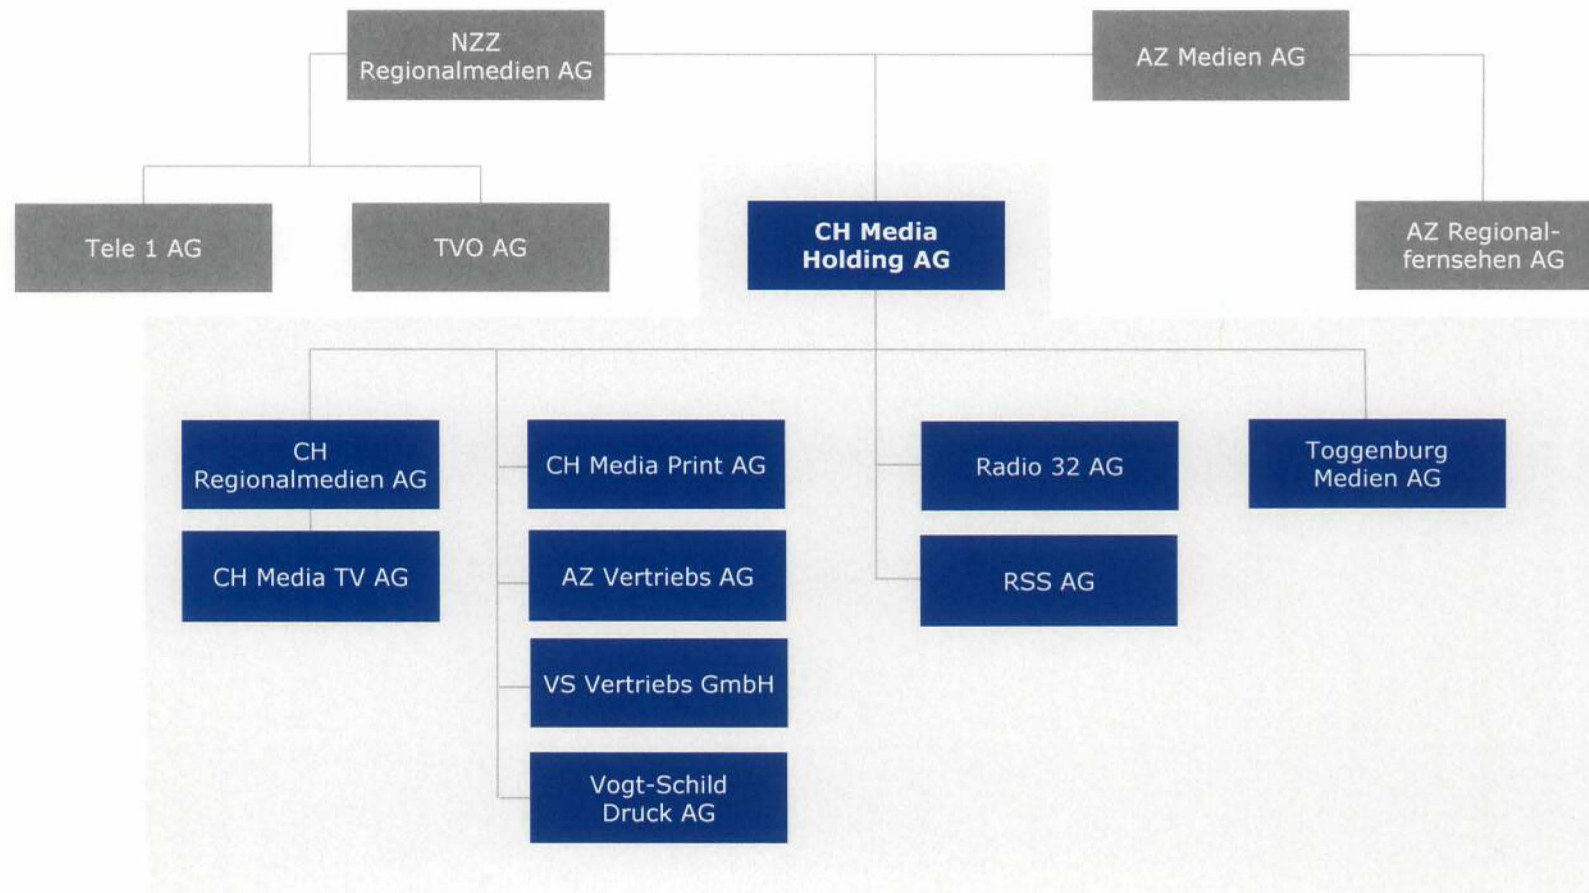 NZZ
Regionalmedien AG
AZ Medien AG
Tele 1 AG
TVO AG
CH Media
Holding AG
AZ Regional-
fernsehen AG
CH
Regionalmedien AG
CH Media Print AG
Radio 32 AG
Toggenburg
Medien AG
CH Media TV AG
AZ Vertriebs AG
RSS AG
VS Vertriebs GmbH
Vogt-Schild
Druck AG